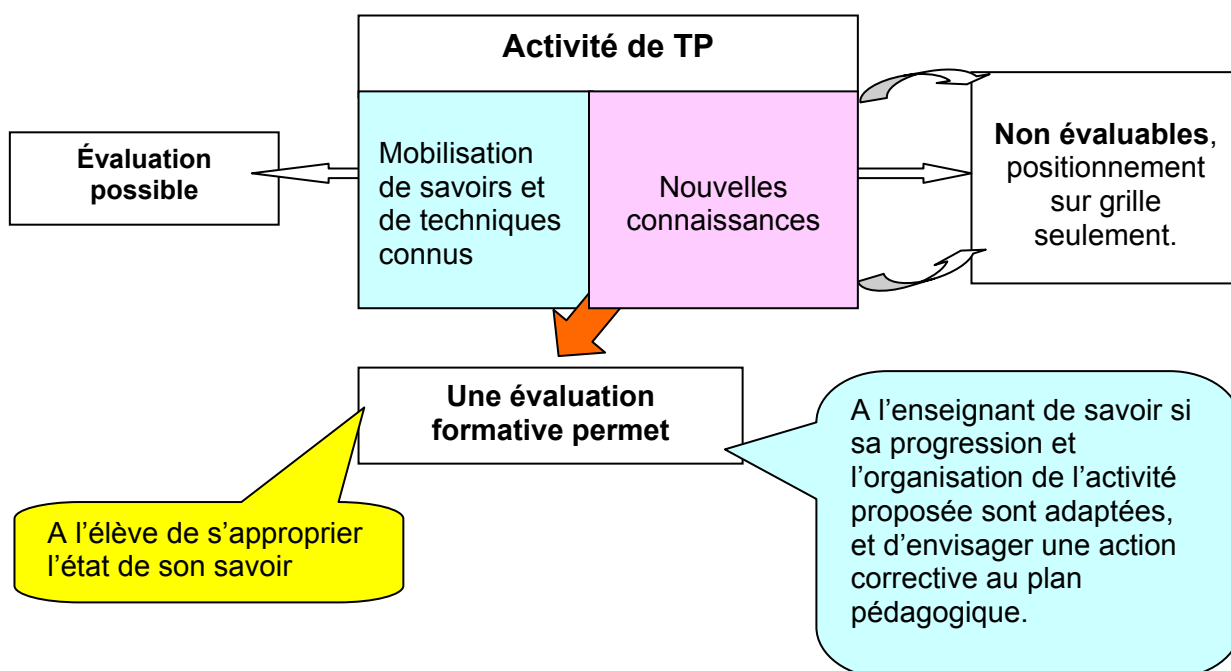 Activité de TP
Évaluation
possible
Mobilisation
de savoirs et
de techniques
connus
Nouvelles
connaissances
Non évaluables,
positionnement
sur grille
seulement.
Une évaluation
formative permet
A l’élève de s’approprier
l’état de son savoir
A l’enseignant de savoir si
sa progression et
l’organisation de l’activité
proposée sont adaptées,
et d’envisager une action
corrective au plan
pédagogique.